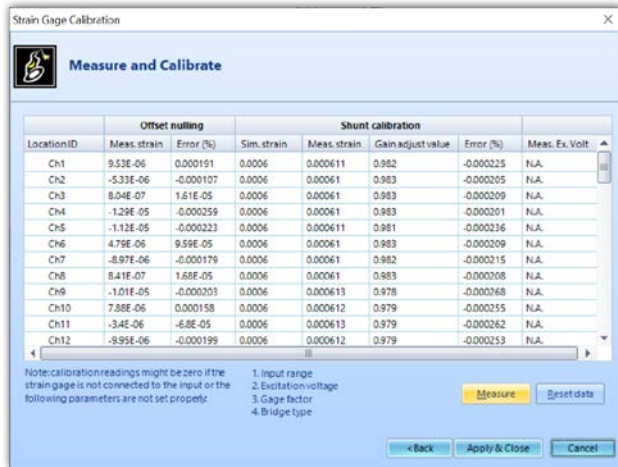 Strain Gage Calibration
Measure and Calibrate
Offset nulling Shunt calibration
Location ID Meas. strain Error (%) Sim. strain Meas. strain Gain adjust value Error (%) Meas. Ex. Volt
Ch1 9.53E-06 0.000191 0.0006 0.000611 0.982 -0.000225 N.A.
Ch2 -5.33E-06 -0.000107 0.0006 0.00061 0.983 -0.000205 N.A.
Ch3 8.04E-07 1.61E-05 0.0006 0.00061 0.983 -0.000209 N.A.
Ch4 -1.29E-05 -0.000259 0.0006 0.00061 0.983 -0.000201 N.A.
Ch5 -1.12E-05 -0.000223 0.0006 0.000611 0.981 -0.000236 N.A.
Ch6 4.79E-06 9.59E-05 0.0006 0.00061 0.983 -0.000209 N.A.
Ch7 -8.97E-06 -0.000179 0.0006 0.00061 0.982 -0.000215 N.A.
Ch8 8.41E-07 1.68E-05 0.0006 0.00061 0.983 -0.000208 N.A.
Ch9 -1.01E-05 -0.000203 0.0006 0.000613 0.978 -0.000268 N.A.
Ch10 7.88E-06 0.000158 0.0006 0.000612 0.979 -0.000255 N.A.
Ch11 -3.4E-06 -6.8E-05 0.0006 0.000613 0.979 -0.000262 N.A.
Ch12 -9.95E-06 -0.000199 0.0006 0.000612 0.979 -0.000253 N.A.
Note: calibration readings might be zero if the
strain gage is not connected to the input or the
following parameters are not set properly:
1. Input range
2. Excitation voltage
3. Gage factor
4. Bridge type
Measure Reset data
< Back Apply & Close Cancel